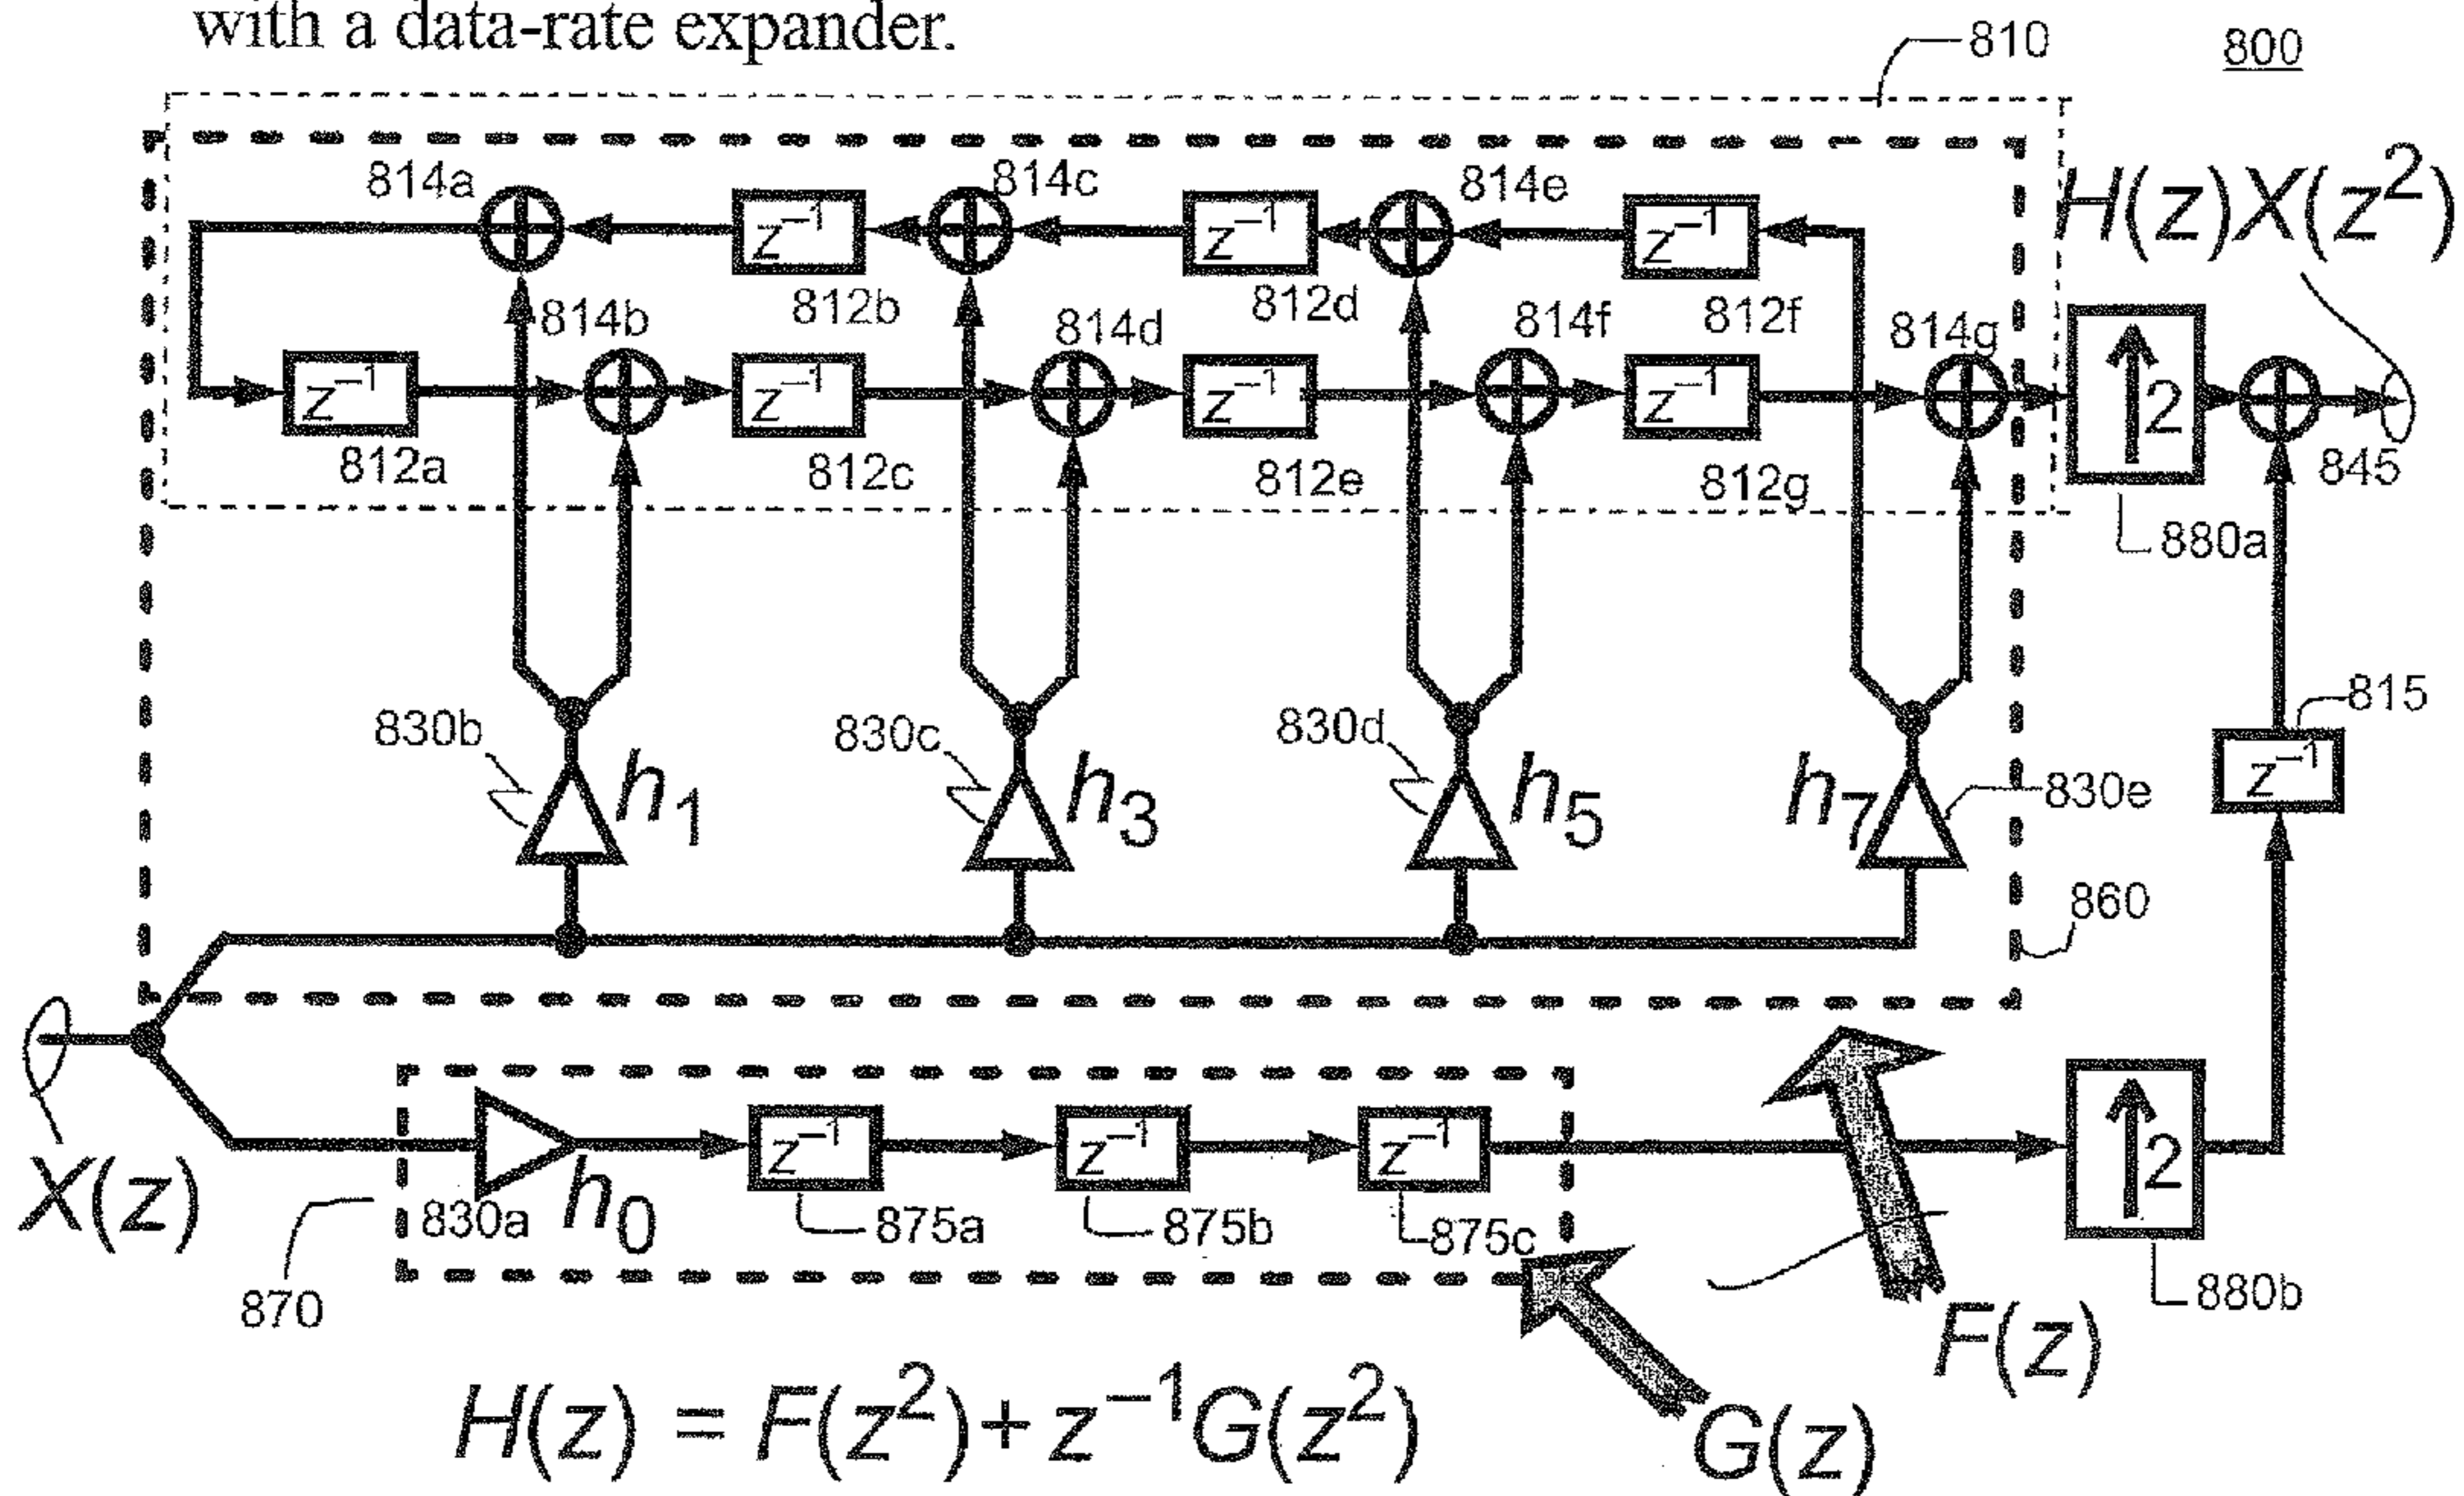 with a data-rate expander.
810
800
H(z)X(z²)
814a
814c
814e
z⁻¹
z⁻¹
z⁻¹
814b
812b
814d
812d
814f
812f
814g
z⁻¹
z⁻¹
z⁻¹
z⁻¹
↑2
812a
812c
812e
812g
845
880a
830b
h₁
830c
h₃
830d
h₅
h₇
830e
815
z⁻¹
860
X(z)
870
830a
h₀
z⁻¹
z⁻¹
z⁻¹
875a
875b
875c
↑2
880b
F(z)
H(z) = F(z²) + z⁻¹G(z²)
G(z)